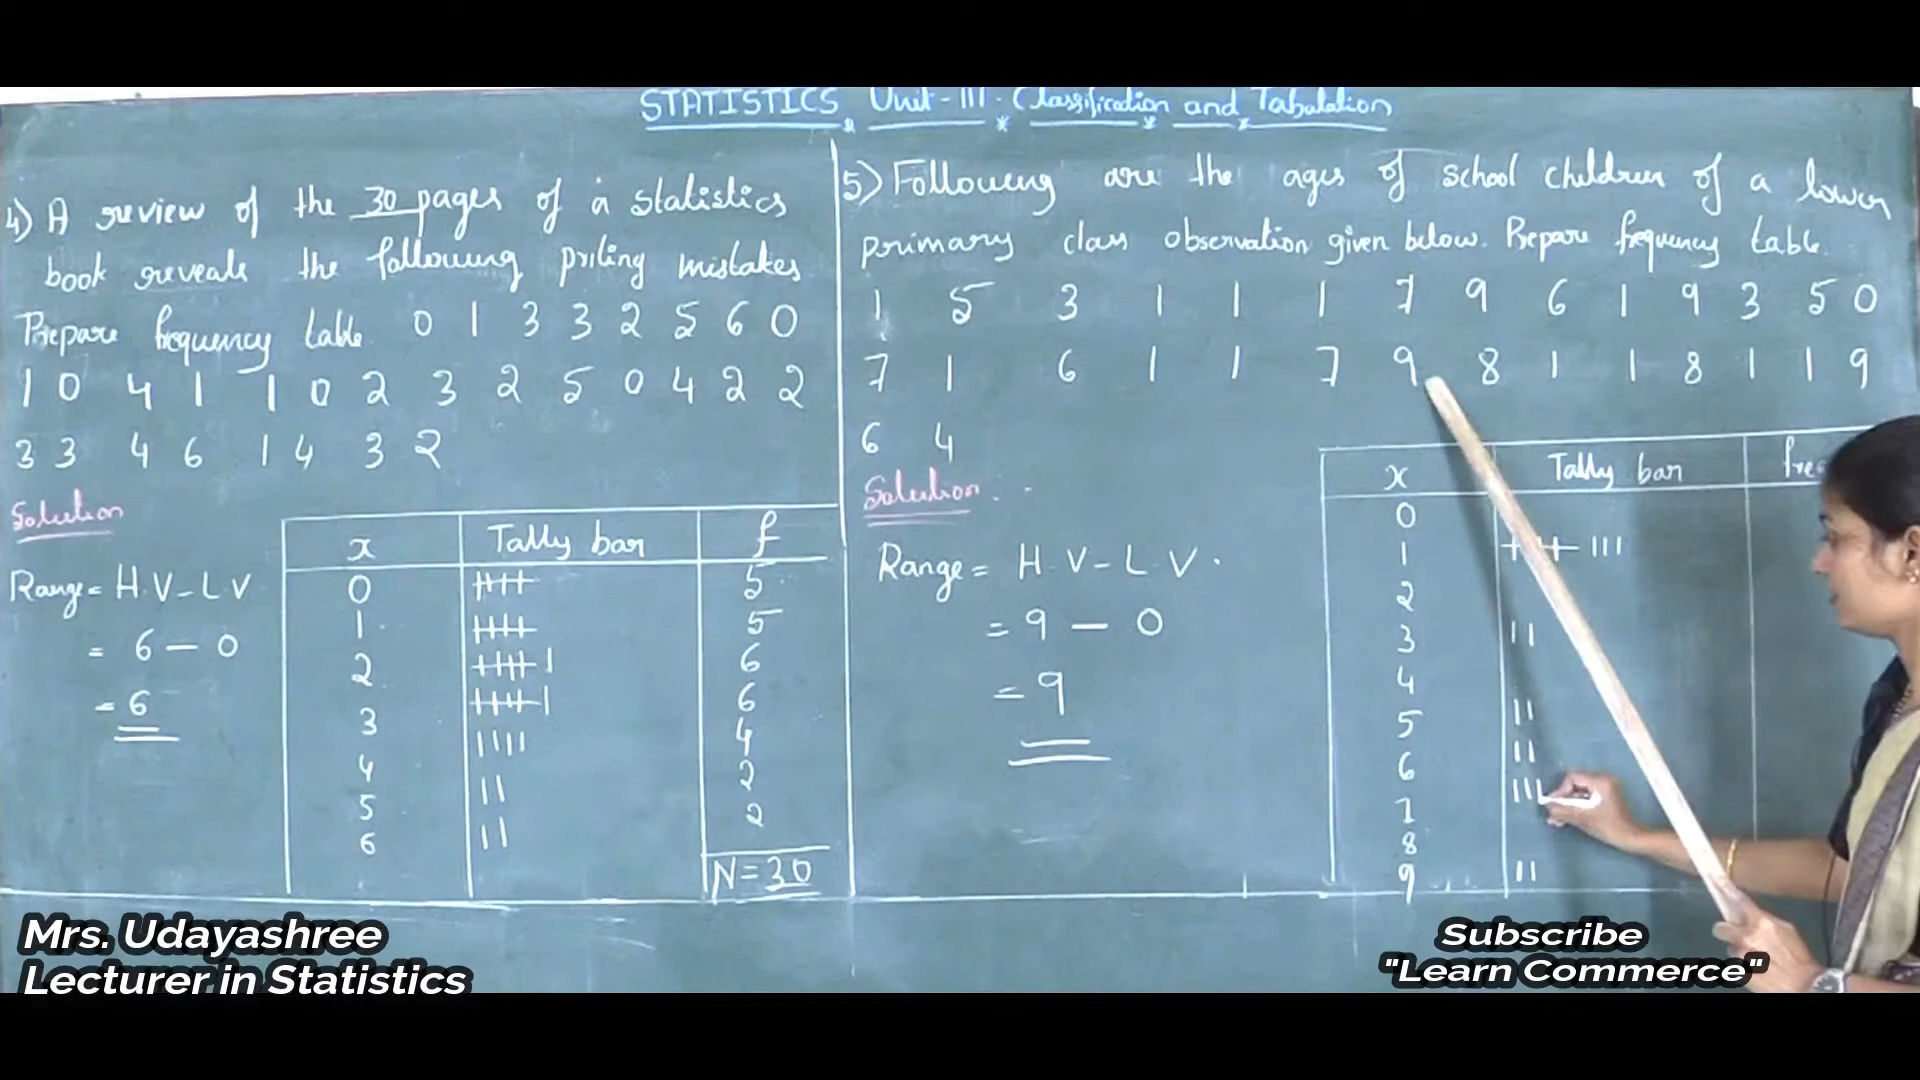 STATISTICS Unit-III. Classification and Tabulation
4) A review of the 30 pages of a statistics
book reveals the following priting mistakes
Prepare frequency table 0 1 3 3 2 5 6 0
1 0 4 1 1 0 2 3 2 5 0 4 2 2
3 3 4 6 1 4 3 2
Solution
Range = H.V - L.V
= 6 - 0
= 6
x Tally bar f
0 5
1 5
2 6
3 6
4 4
5 2
6 2
N = 30
5) Following are the ages of school children of a lower
primary class observation given below. Prepare frequency table.
1 5 3 1 1 1 7 9 6 1 9 3 5 0
7 1 6 1 1 7 9 8 1 1 8 1 1 9
6 4
Solution
Range = H.V - L.V.
= 9 - 0
= 9
x Tally bar
0
1
2
3
4
5
6
7
8
9
Mrs. Udayashree
Lecturer in Statistics
Subscribe
"Learn Commerce"